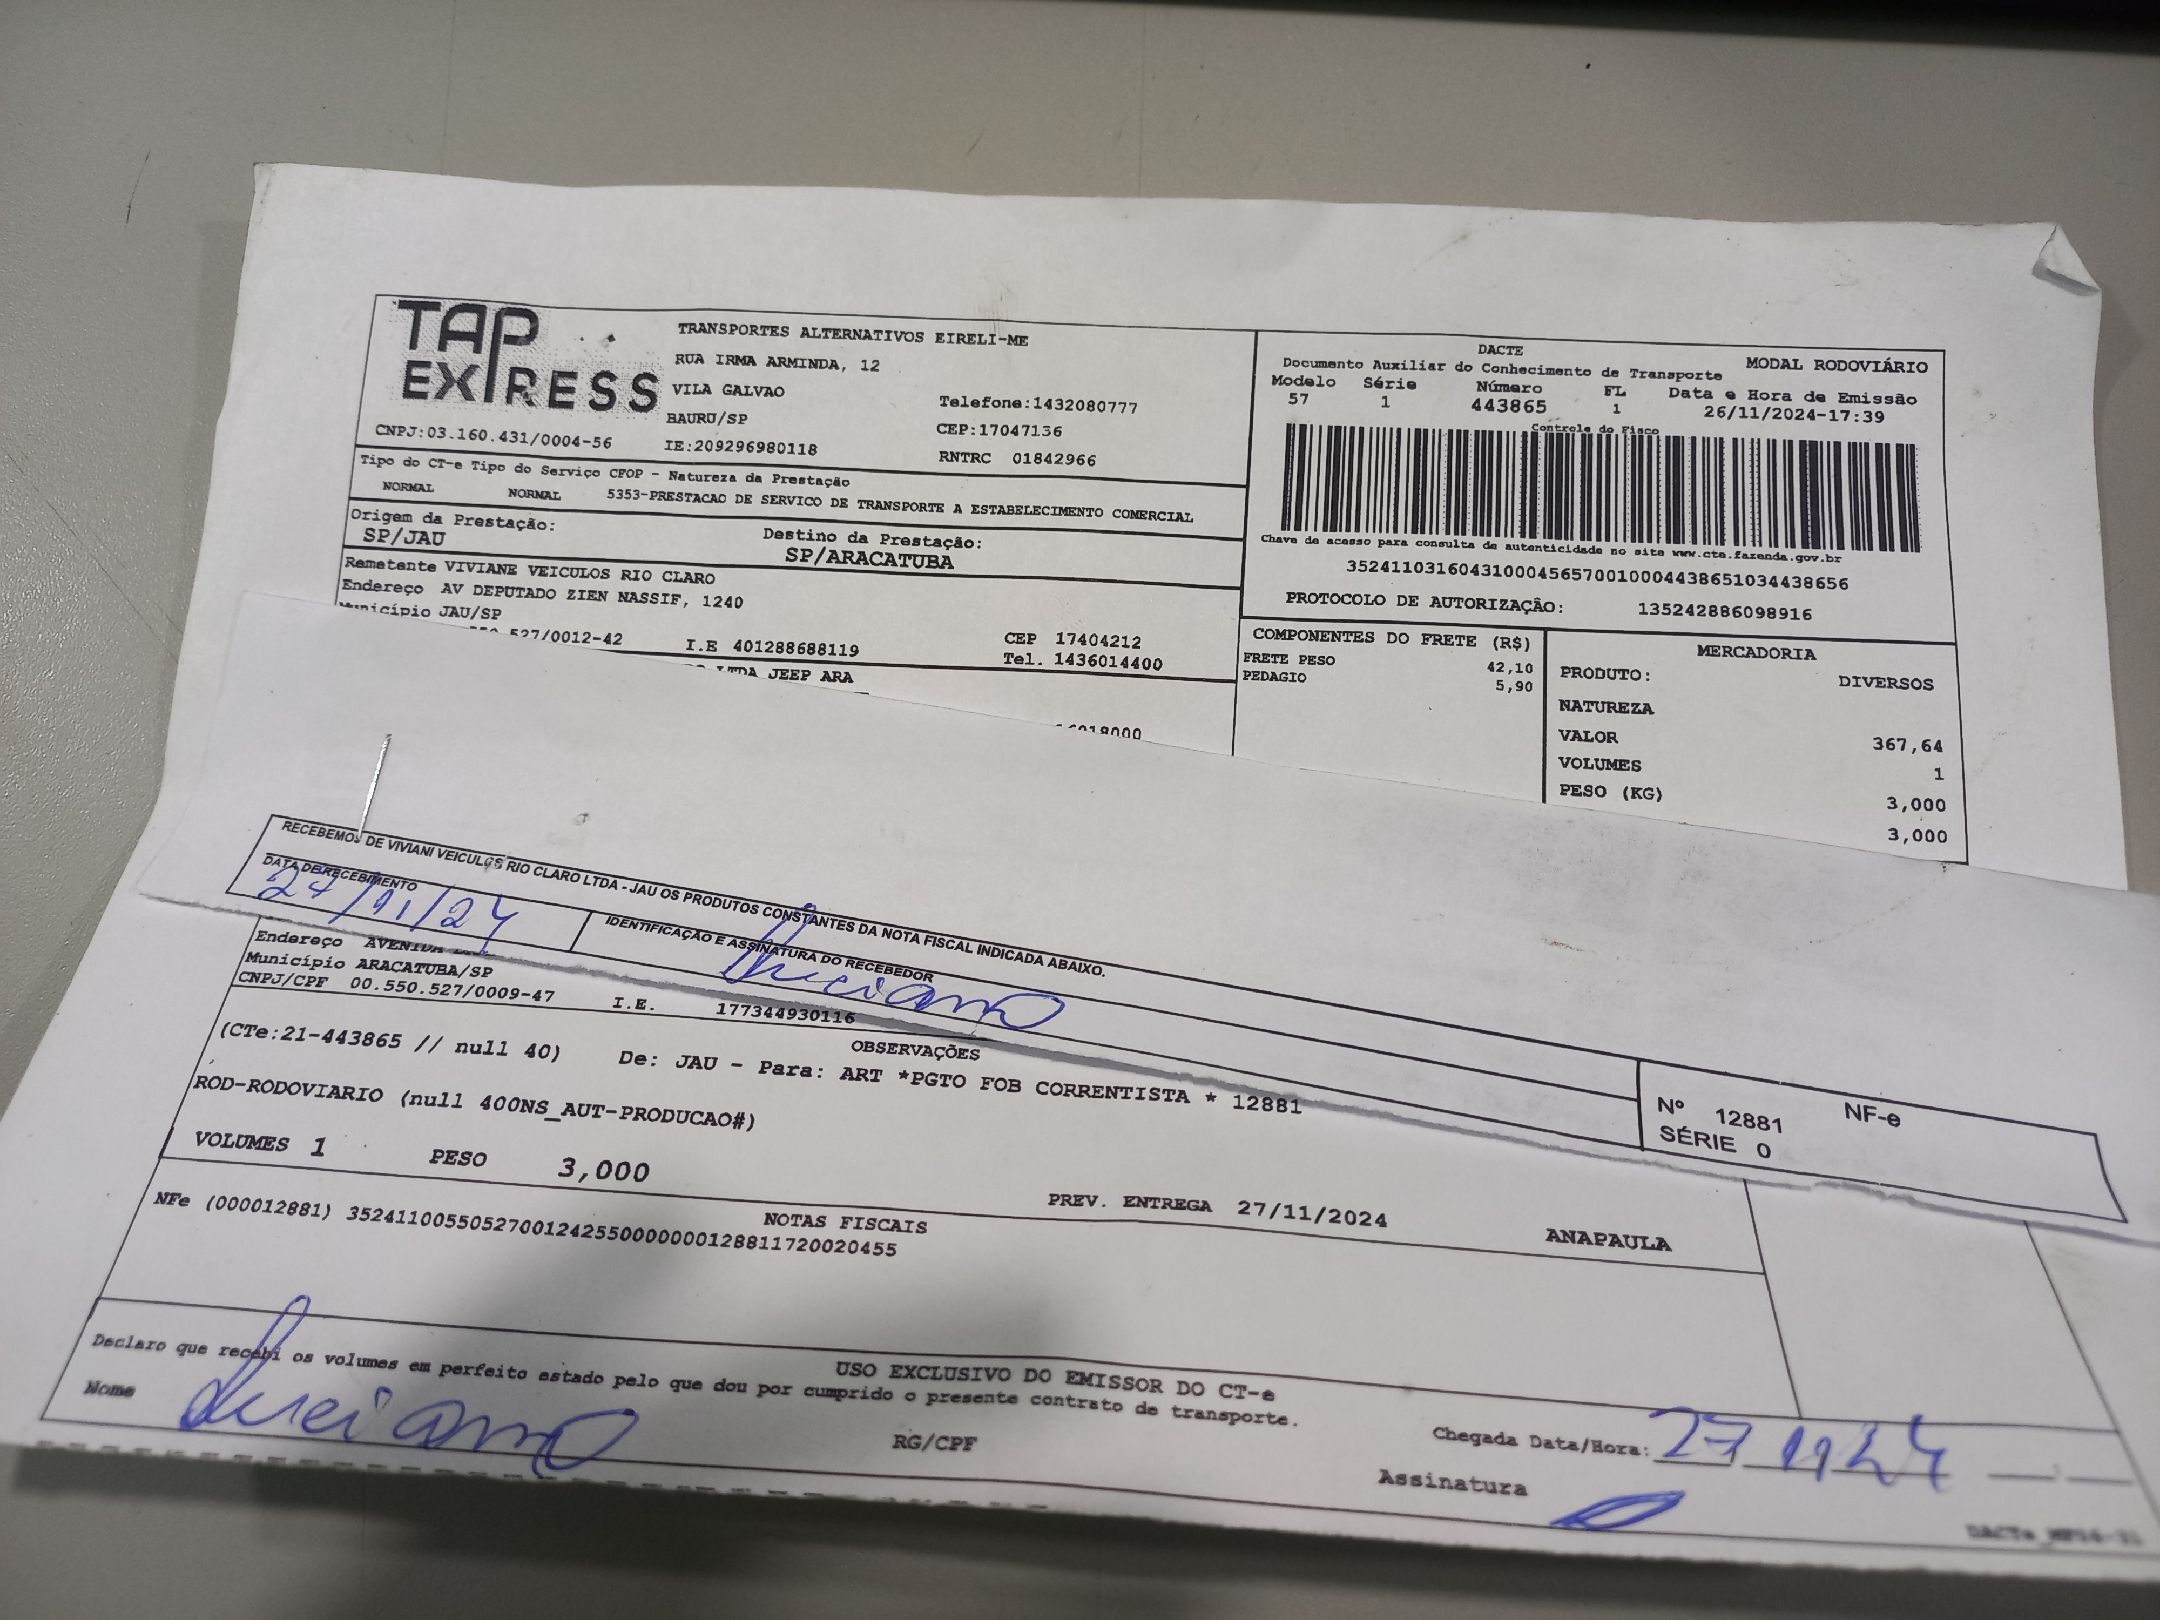 TAP
EXPRESS
TRANSPORTES ALTERNATIVOS EIRELI-ME
RUA IRMA ARMINDA, 12
VILA GALVAO
BAURU/SP
Telefone:1432080777
CEP:17047136
CNPJ:03.160.431/0004-56
IE:209296980118
RNTRC 01842966
DACTE
MODAL RODOVIÁRIO
Documento Auxiliar do Conhecimento de Transporte
Modelo Série Número FL Data e Hora de Emissão
57 1 443865 1 26/11/2024-17:39
Controle do Fisco
Chave de acesso para consulta de autenticidade no site www.cte.fazenda.gov.br
35241103160431000456570010004438651034438656
PROTOCOLO DE AUTORIZAÇÃO: 135242886098916
Tipo do CT-e Tipo do Serviço CFOP - Natureza da Prestação
NORMAL NORMAL 5353-PRESTACAO DE SERVICO DE TRANSPORTE A ESTABELECIMENTO COMERCIAL
Origem da Prestação: Destino da Prestação:
SP/JAU SP/ARACATUBA
Remetente VIVIANE VEICULOS RIO CLARO
Endereço AV DEPUTADO ZIEN NASSIF, 1240
Município JAU/SP CEP 17404212
527/0012-42 I.E 401288688119 Tel. 1436014400
LTDA JEEP ARA
COMPONENTES DO FRETE (R$)
FRETE PESO 42,10
PEDAGIO 5,90
MERCADORIA
PRODUTO: DIVERSOS
NATUREZA
VALOR 367,64
VOLUMES 1
PESO (KG) 3,000
3,000
RECEBEMOS DE VIVIANI VEICULOS RIO CLARO LTDA - JAU OS PRODUTOS CONSTANTES DA NOTA FISCAL INDICADA ABAIXO.
DATA DE RECEBIMENTO
27/11/24
IDENTIFICAÇÃO E ASSINATURA DO RECEBEDOR
Luciano
Nº 12881 NF-e
SÉRIE 0
Endereço AVENIDA
Município ARACATUBA/SP
CNPJ/CPF 00.550.527/0009-47 I.E. 177344930116
OBSERVAÇÕES
(CTe:21-443865 // null 40) De: JAU - Para: ART *PGTO FOB CORRENTISTA * 12881
ROD-RODOVIARIO (null 400NS_AUT-PRODUCAO#)
VOLUMES 1 PESO 3,000 PREV. ENTREGA 27/11/2024 ANAPAULA
NOTAS FISCAIS
NFe (000012881) 35241100550527001242550000000128811720020455
USO EXCLUSIVO DO EMISSOR DO CT-e
Declaro que recebi os volumes em perfeito estado pelo que dou por cumprido o presente contrato de transporte.
Nome Luciano RG/CPF Chegada Data/Hora: 27 11 24
Assinatura